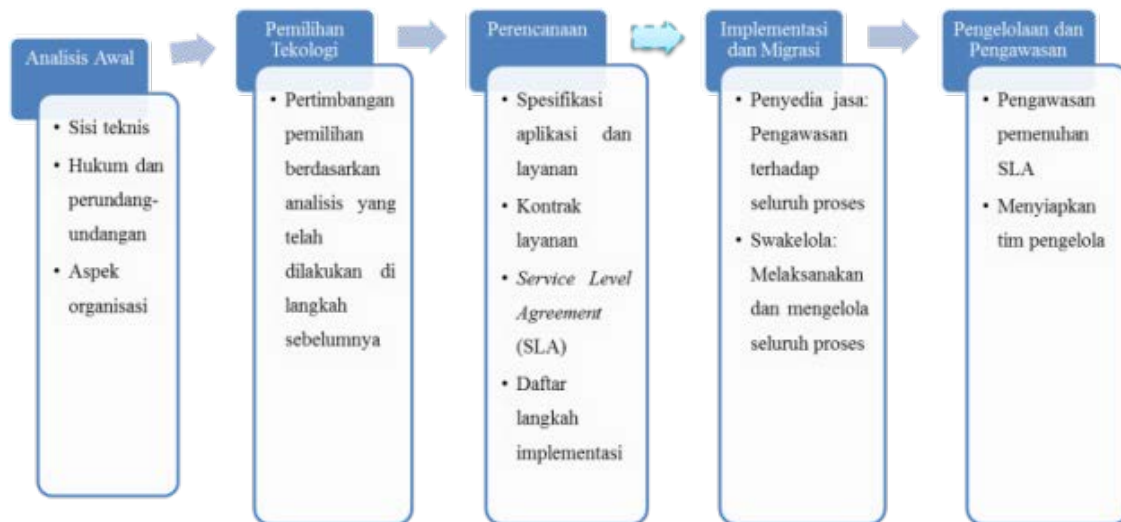 Analisis Awal
• Sisi teknis
• Hukum dan
perundang-
undangan
• Aspek
organisasi
Pemilihan
Tekologi
• Pertimbangan
pemilihan
berdasarkan
analisis yang
telah
dilakukan di
langkah
sebelumnya
Perencanaan
• Spesifikasi
aplikasi dan
layanan
• Kontrak
layanan
• Service Level
Agreement
(SLA)
• Daftar
langkah
implementasi
Implementasi
dan Migrasi
• Penyedia jasa:
Pengawasan
terhadap
seluruh proses
• Swakelola:
Melaksanakan
dan mengelola
seluruh proses
Pengelolaan dan
Pengawasan
• Pengawasan
pemenuhan
SLA
• Menyiapkan
tim pengelola